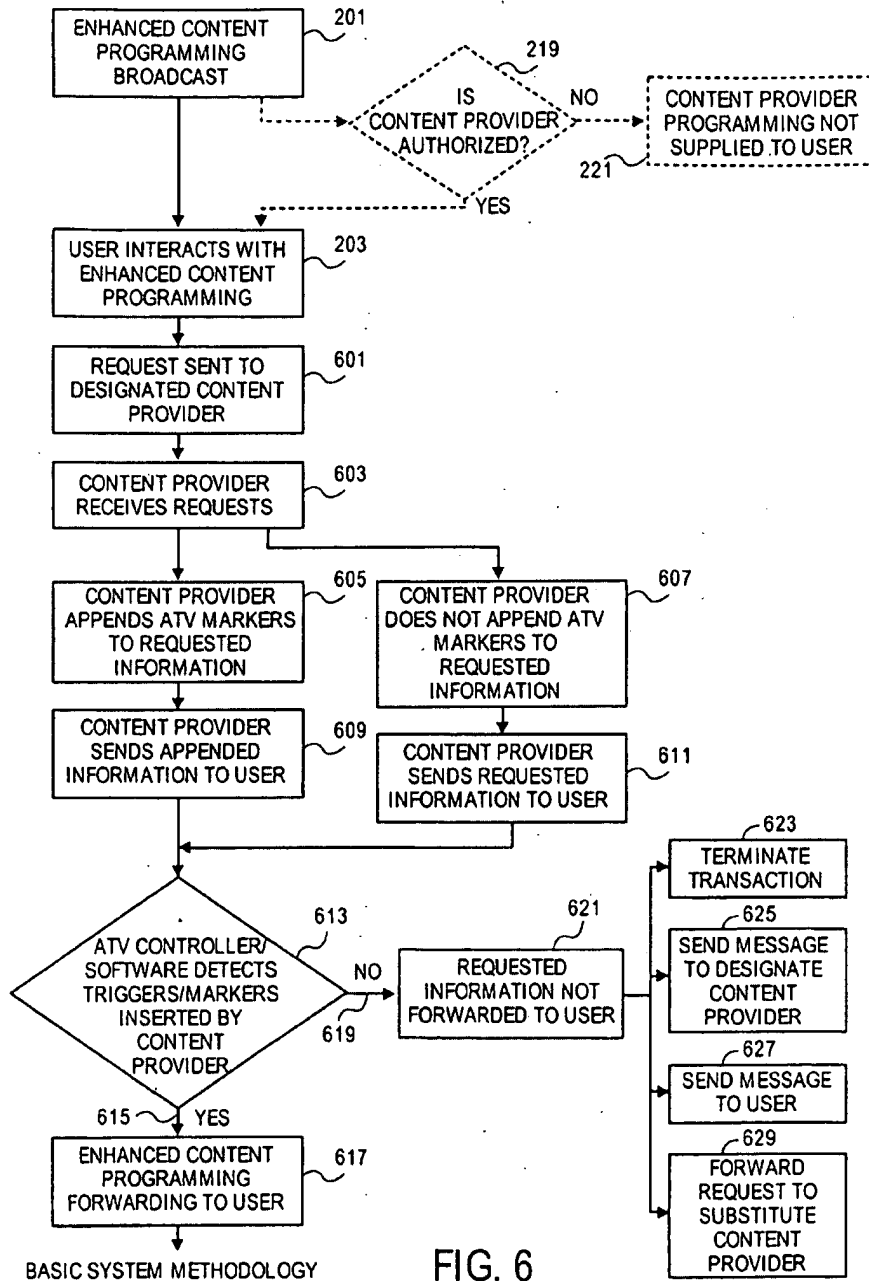 ENHANCED CONTENT
PROGRAMMING
BROADCAST
201
219
IS
CONTENT PROVIDER
AUTHORIZED?
NO
CONTENT PROVIDER
PROGRAMMING NOT
SUPPLIED TO USER
221
YES
USER INTERACTS WITH
ENHANCED CONTENT
PROGRAMMING
203
REQUEST SENT TO
DESIGNATED CONTENT
PROVIDER
601
CONTENT PROVIDER
RECEIVES REQUESTS
603
CONTENT PROVIDER
APPENDS ATV MARKERS
TO REQUESTED
INFORMATION
605
CONTENT PROVIDER
DOES NOT APPEND ATV
MARKERS TO
REQUESTED
INFORMATION
607
CONTENT PROVIDER
SENDS APPENDED
INFORMATION TO USER
609
CONTENT PROVIDER
SENDS REQUESTED
INFORMATION TO USER
611
ATV CONTROLLER/
SOFTWARE DETECTS
TRIGGERS/MARKERS
INSERTED BY
CONTENT
PROVIDER
613
NO
619
REQUESTED
INFORMATION NOT
FORWARDED TO USER
621
623
TERMINATE
TRANSACTION
625
SEND MESSAGE
TO DESIGNATE
CONTENT
PROVIDER
627
SEND MESSAGE
TO USER
629
FORWARD
REQUEST TO
SUBSTITUTE
CONTENT
PROVIDER
615
YES
ENHANCED CONTENT
PROGRAMMING
FORWARDING TO USER
617
BASIC SYSTEM METHODOLOGY
FIG. 6